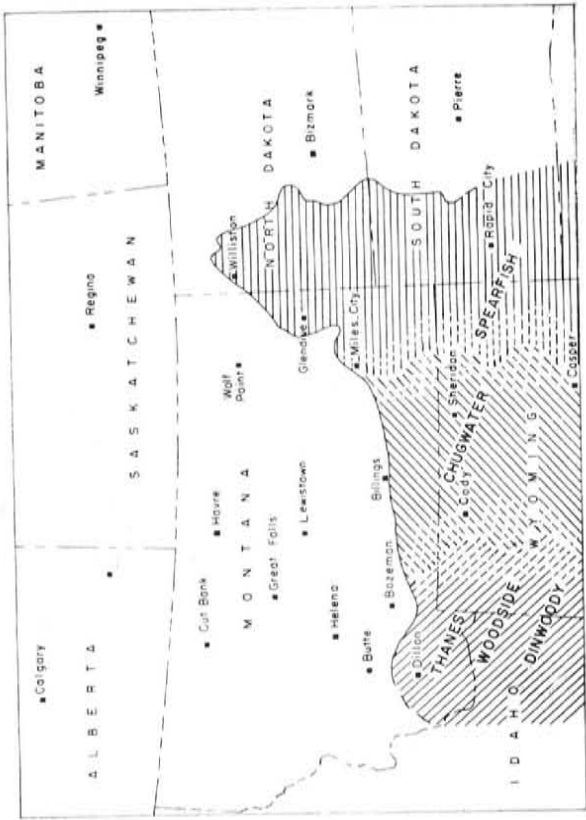 MANITOBA
Winnipeg
SASKATCHEWAN
Regina
ALBERTA
Calgary
NORTH DAKOTA
Williston
Bizmark
SOUTH DAKOTA
Pierre
Rapid City
MONTANA
Cut Bank
Havre
Great Falls
Wolf Point
Lewistown
Glendive
Miles City
Helena
Butte
Bozeman
Billings
Dillon
SPEARFISH
CHUGWATER
Sheridan
Cody
Casper
WYOMING
THANES
WOODSIDE
DINWOODY
IDAHO